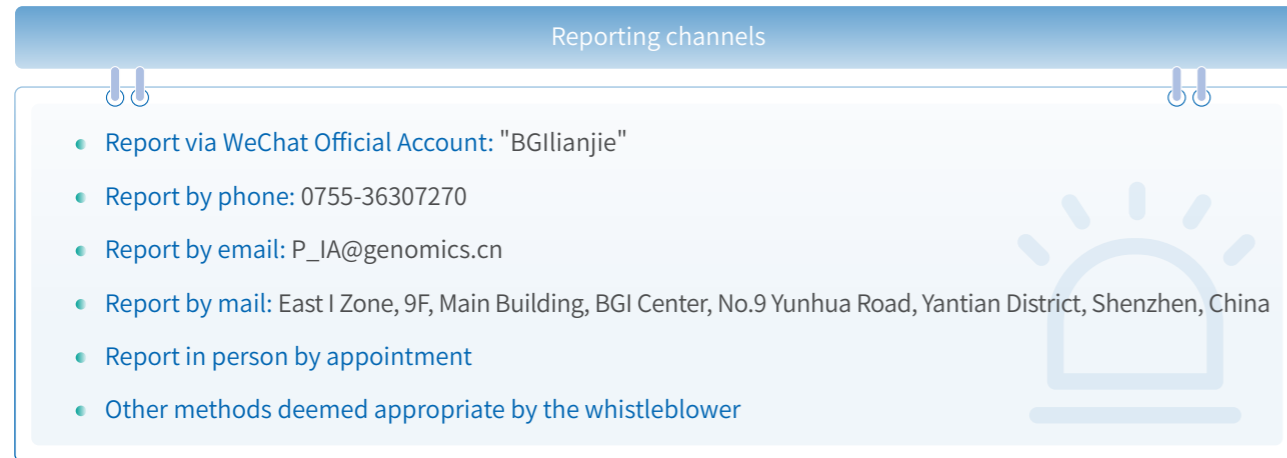 Reporting channels
Report via WeChat Official Account: "BGIlianjie"
Report by phone: 0755-36307270
Report by email: P_IA@genomics.cn
Report by mail: East I Zone, 9F, Main Building, BGI Center, No.9 Yunhua Road, Yantian District, Shenzhen, China
Report in person by appointment
Other methods deemed appropriate by the whistleblower